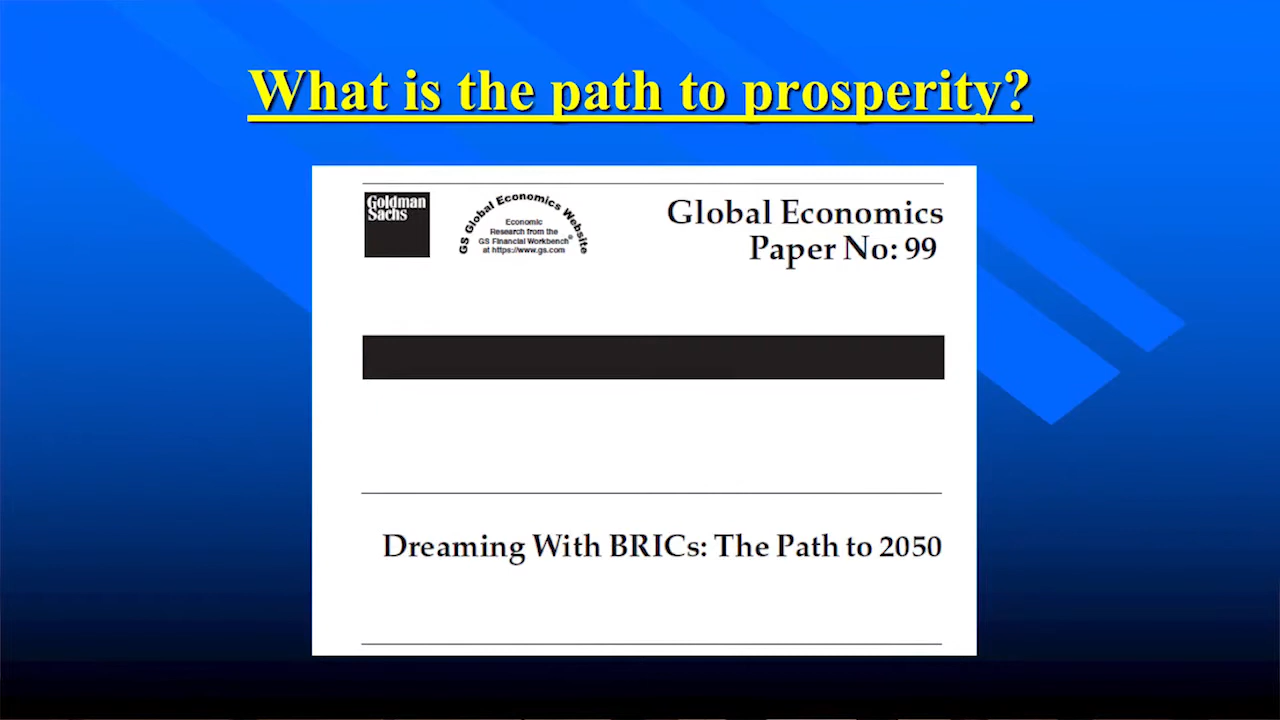 What is the path to prosperity?
Goldman
Sachs
GS Global Economics Website
Economic
Research from the
GS Financial Workbench®
at https://www.gs.com
Global Economics
Paper No: 99
Dreaming With BRICs: The Path to 2050